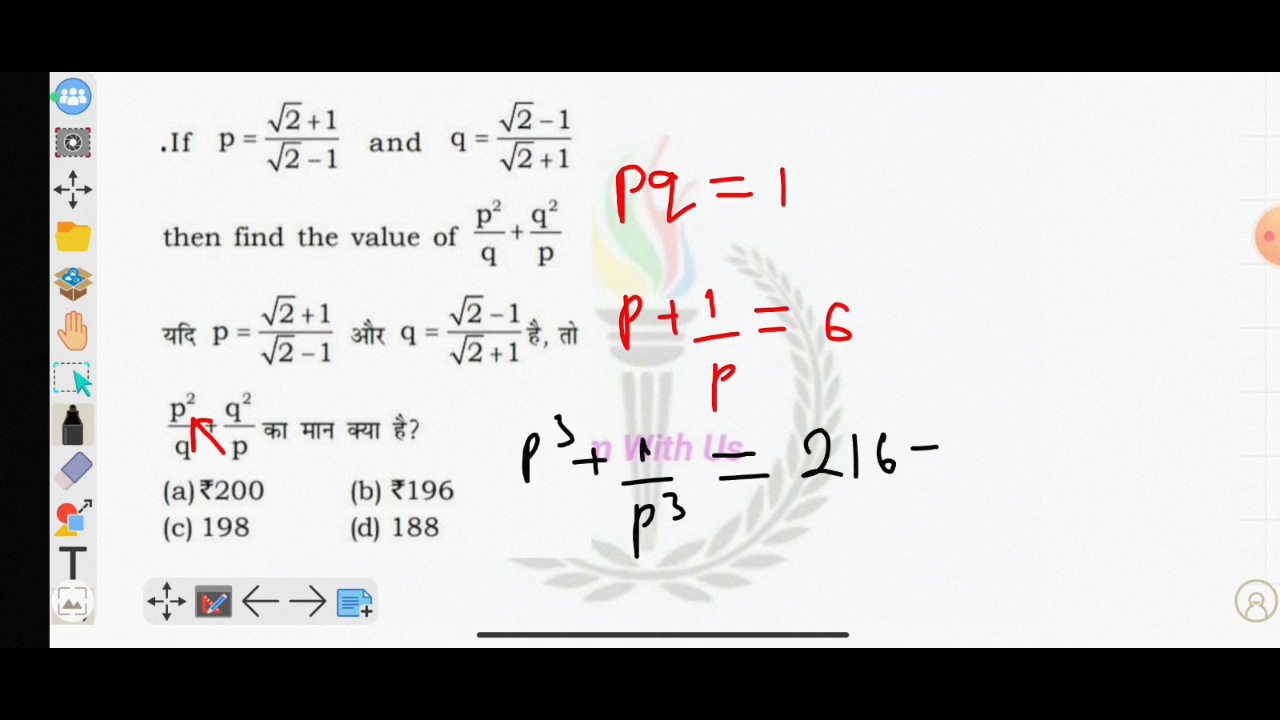 .If p = (√2 + 1)/(√2 − 1) and q = (√2 − 1)/(√2 + 1)
then find the value of p²/q + q²/p
यदि p = (√2 + 1)/(√2 − 1) और q = (√2 − 1)/(√2 + 1) है, तो
p²/q + q²/p का मान क्या है?
(a) ₹200 (b) ₹196
(c) 198 (d) 188
pq = 1
p + 1/p = 6
p³ + 1/p³ = 216 −
m With Us
T